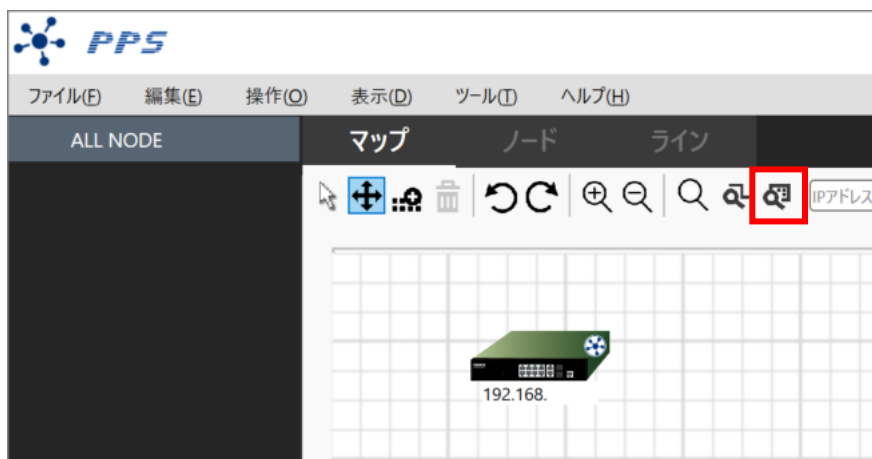 PPS
ファイル(F) 編集(E) 操作(O) 表示(D) ツール(T) ヘルプ(H)
ALL NODE マップ ノード ライン
IPアドレス
192.168.